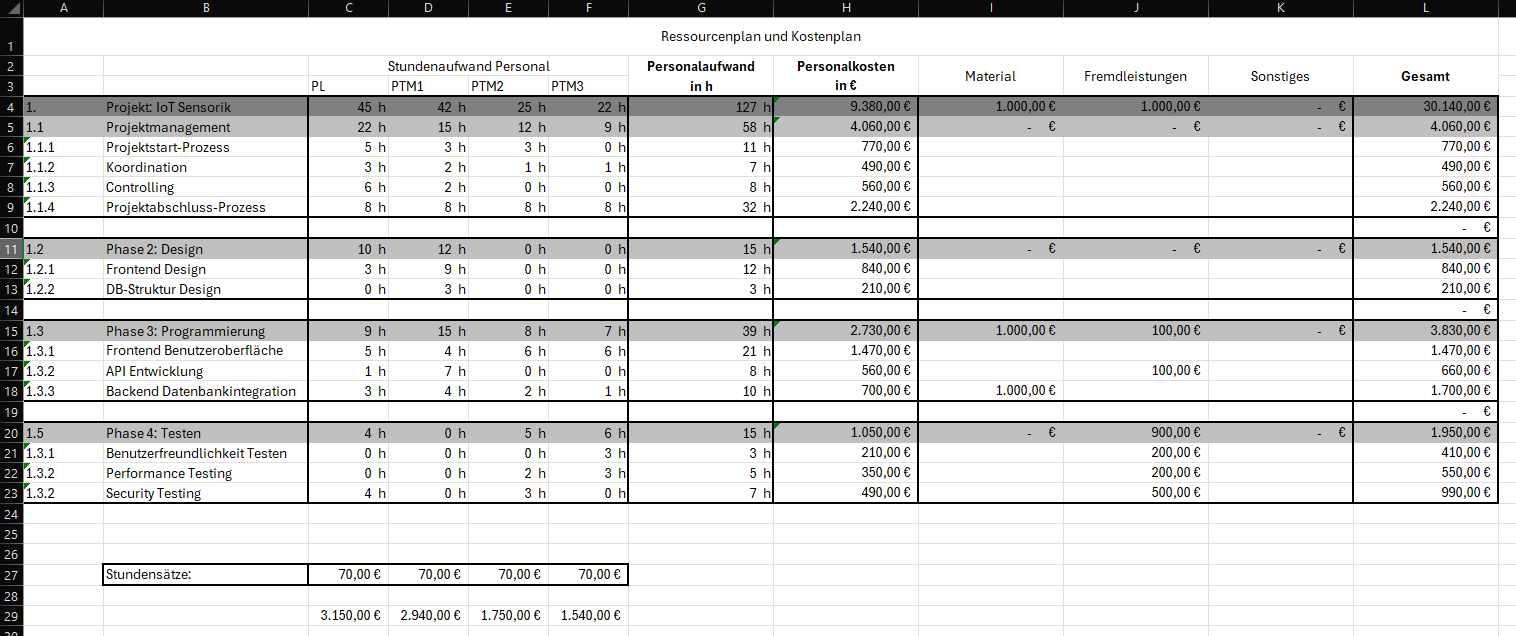 A B C D E F G H I J K L
1 Ressourcenplan und Kostenplan
2 Stundenaufwand Personal Personalaufwand Personalkosten Material Fremdleistungen Sonstiges Gesamt
3 PL PTM1 PTM2 PTM3 in h in €
4 1. Projekt: IoT Sensorik 45 h 42 h 25 h 22 h 127 h 9.380,00 € 1.000,00 € 1.000,00 € - € 30.140,00 €
5 1.1 Projektmanagement 22 h 15 h 12 h 9 h 58 h 4.060,00 € - € - € - € 4.060,00 €
6 1.1.1 Projektstart-Prozess 5 h 3 h 3 h 0 h 11 h 770,00 € 770,00 €
7 1.1.2 Koordination 3 h 2 h 1 h 1 h 7 h 490,00 € 490,00 €
8 1.1.3 Controlling 6 h 2 h 0 h 0 h 8 h 560,00 € 560,00 €
9 1.1.4 Projektabschluss-Prozess 8 h 8 h 8 h 8 h 32 h 2.240,00 € 2.240,00 €
10 - €
11 1.2 Phase 2: Design 10 h 12 h 0 h 0 h 15 h 1.540,00 € - € - € - € 1.540,00 €
12 1.2.1 Frontend Design 3 h 9 h 0 h 0 h 12 h 840,00 € 840,00 €
13 1.2.2 DB-Struktur Design 0 h 3 h 0 h 0 h 3 h 210,00 € 210,00 €
14 - €
15 1.3 Phase 3: Programmierung 9 h 15 h 8 h 7 h 39 h 2.730,00 € 1.000,00 € 100,00 € - € 3.830,00 €
16 1.3.1 Frontend Benutzeroberfläche 5 h 4 h 6 h 6 h 21 h 1.470,00 € 1.470,00 €
17 1.3.2 API Entwicklung 1 h 7 h 0 h 0 h 8 h 560,00 € 100,00 € 660,00 €
18 1.3.3 Backend Datenbankintegration 3 h 4 h 2 h 1 h 10 h 700,00 € 1.000,00 € 1.700,00 €
19 - €
20 1.5 Phase 4: Testen 4 h 0 h 5 h 6 h 15 h 1.050,00 € - € 900,00 € - € 1.950,00 €
21 1.3.1 Benutzerfreundlichkeit Testen 0 h 0 h 0 h 3 h 3 h 210,00 € 200,00 € 410,00 €
22 1.3.2 Performance Testing 0 h 0 h 2 h 3 h 5 h 350,00 € 200,00 € 550,00 €
23 1.3.2 Security Testing 4 h 0 h 3 h 0 h 7 h 490,00 € 500,00 € 990,00 €
24
25
26
27 Stundensätze: 70,00 € 70,00 € 70,00 € 70,00 €
28
29 3.150,00 € 2.940,00 € 1.750,00 € 1.540,00 €